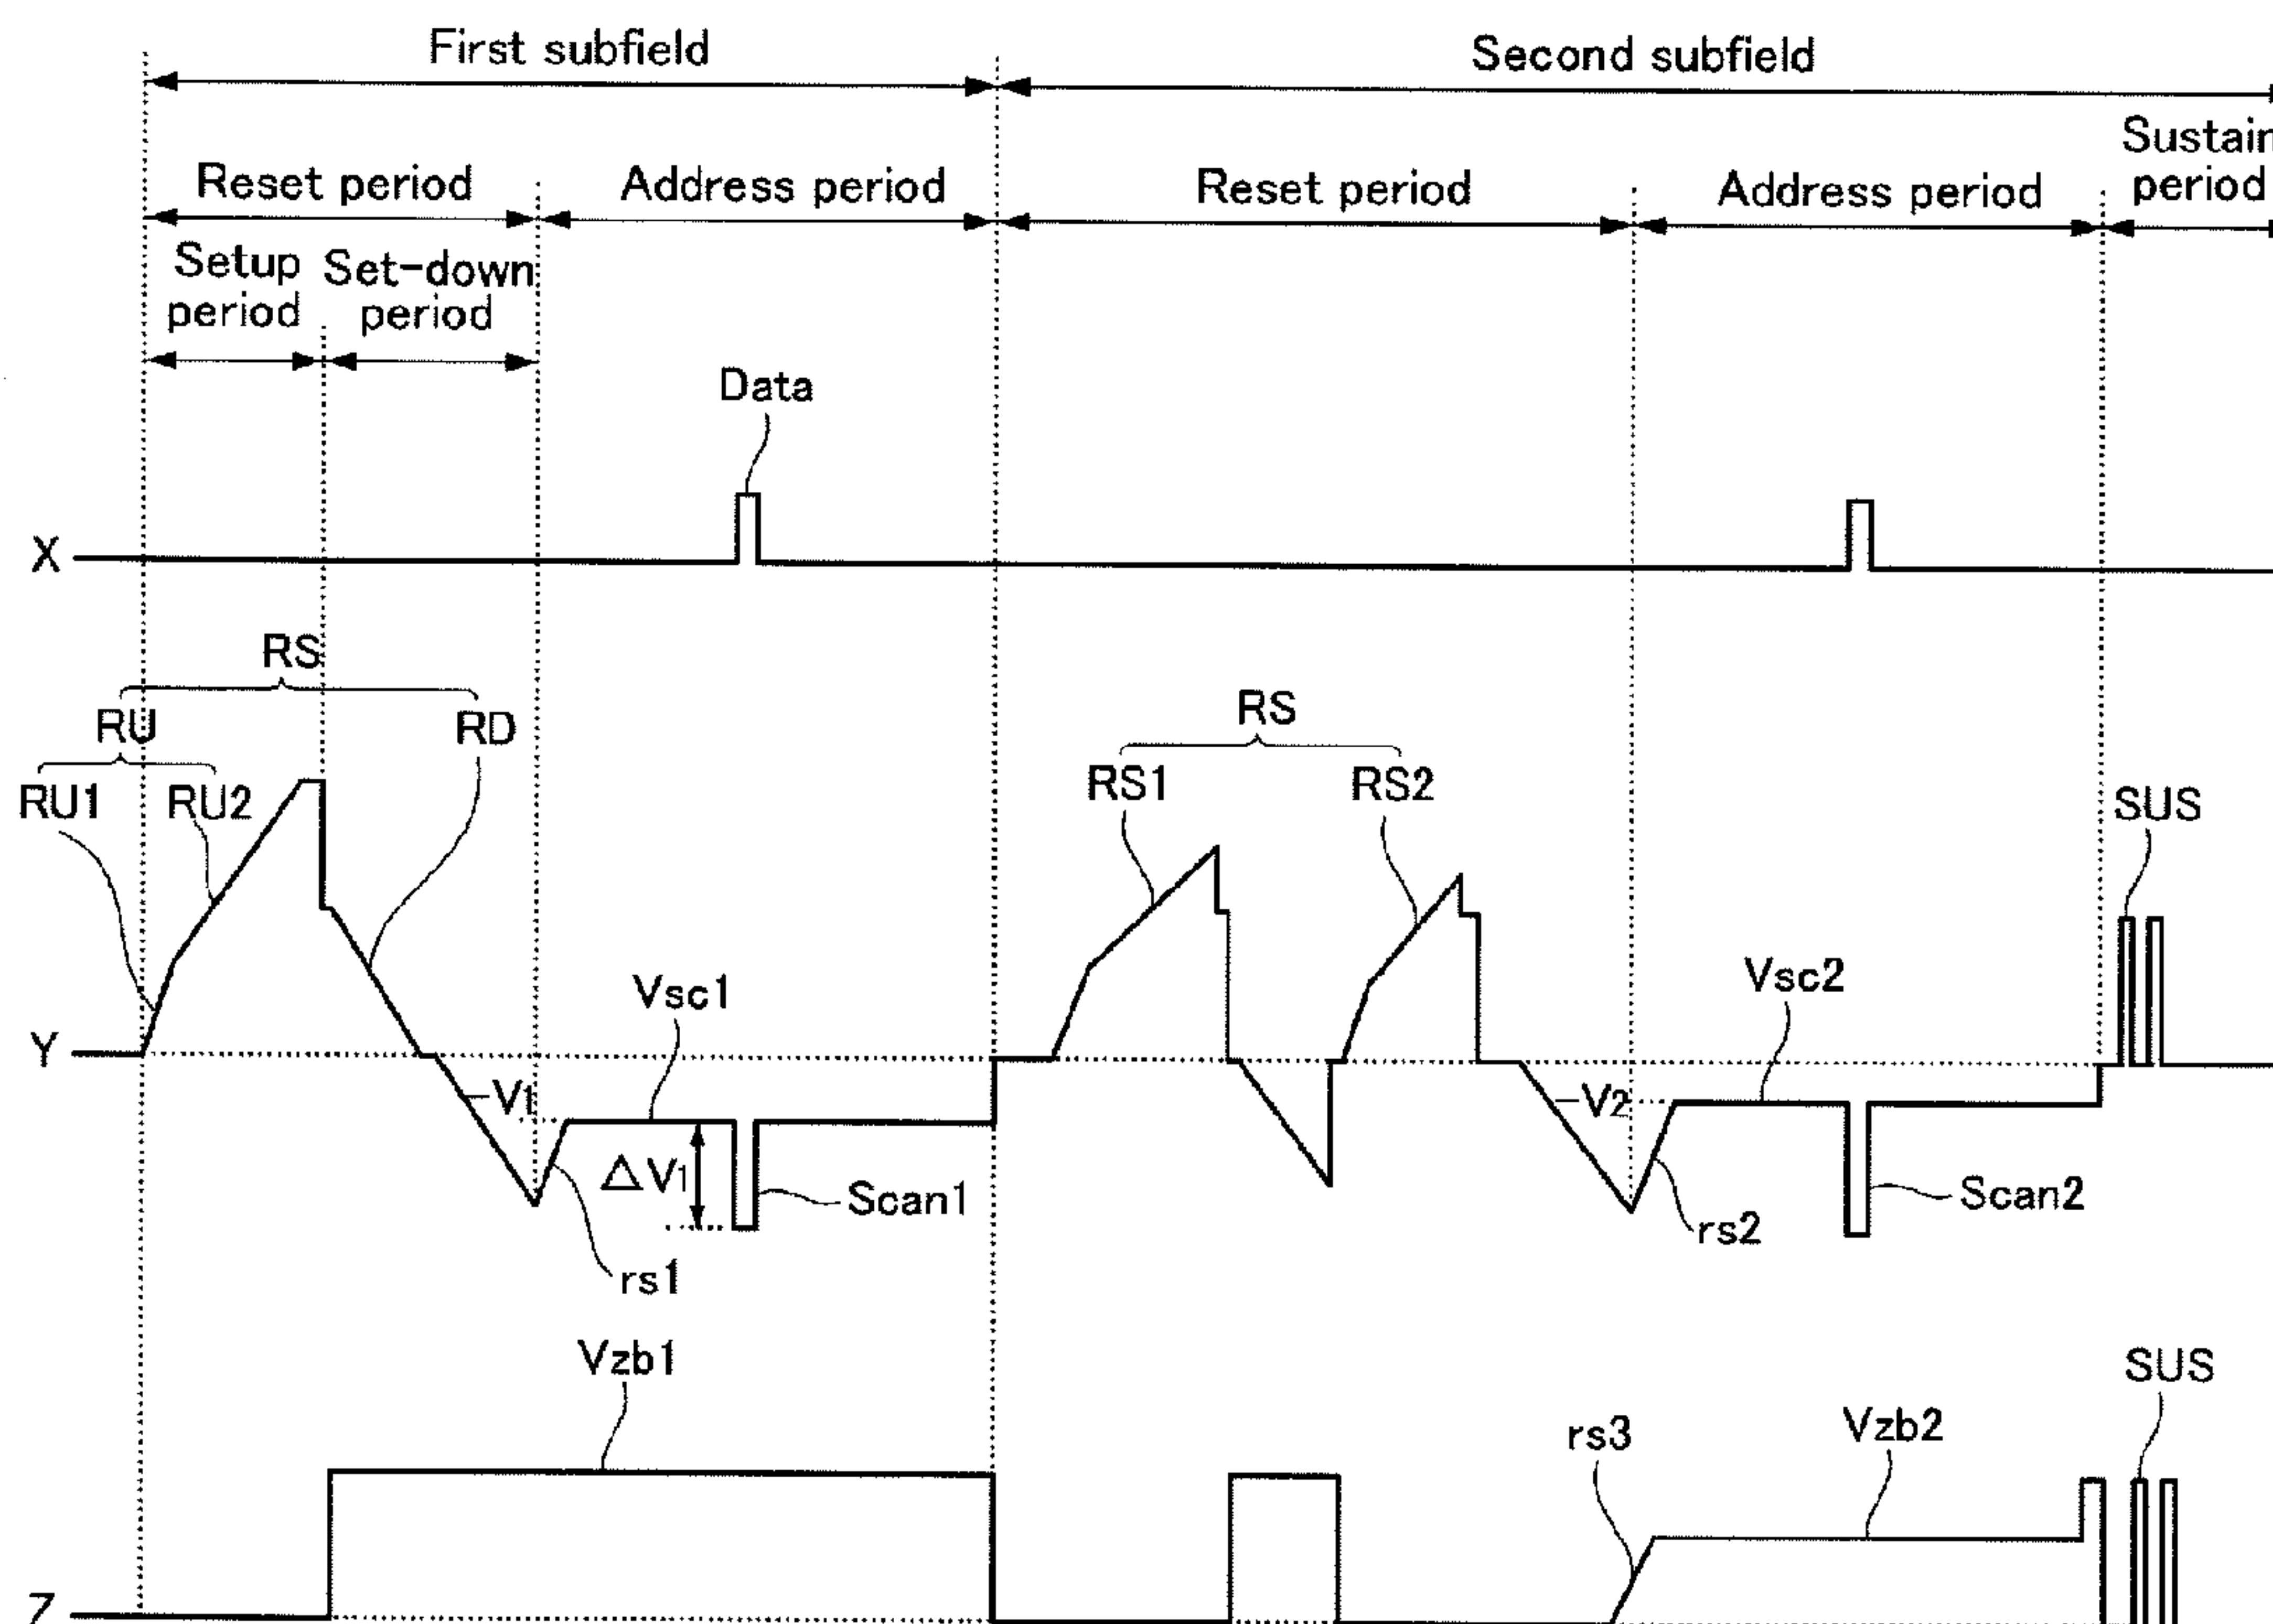 First subfield
Second subfield
Reset period
Address period
Reset period
Address period
Sustain
period
Setup
period
Set-down
period
Data
X
RS
RU
RD
RU1
RU2
RS
RS1
RS2
SUS
Vsc1
Vsc2
Y
V1
V2
△V1
Scan1
Scan2
rs1
rs2
Vzb1
SUS
rs3
Vzb2
Z